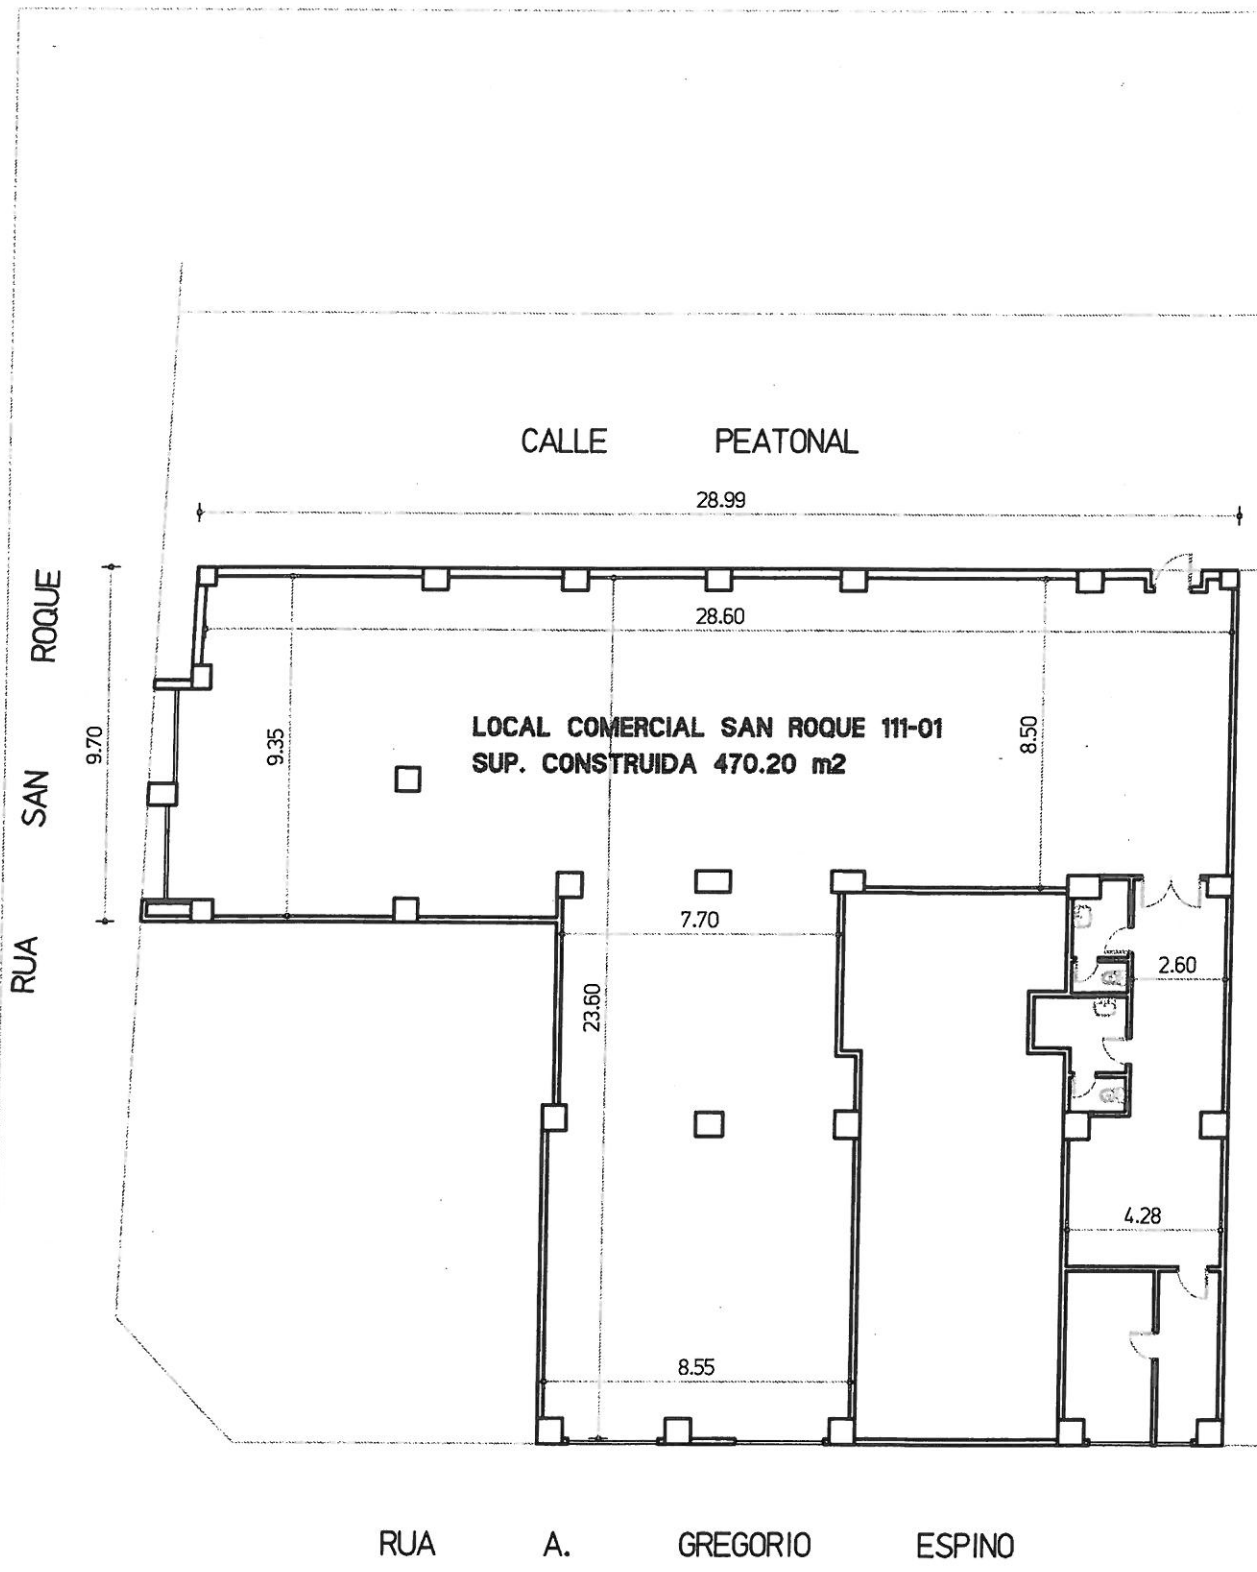 CALLE PEATONAL
28.99
28.60
RUA SAN ROQUE
9.70
9.35
LOCAL COMERCIAL SAN ROQUE 111-01
SUP. CONSTRUIDA 470.20 m2
8.50
7.70
2.60
23.60
4.28
8.55
RUA A. GREGORIO ESPINO